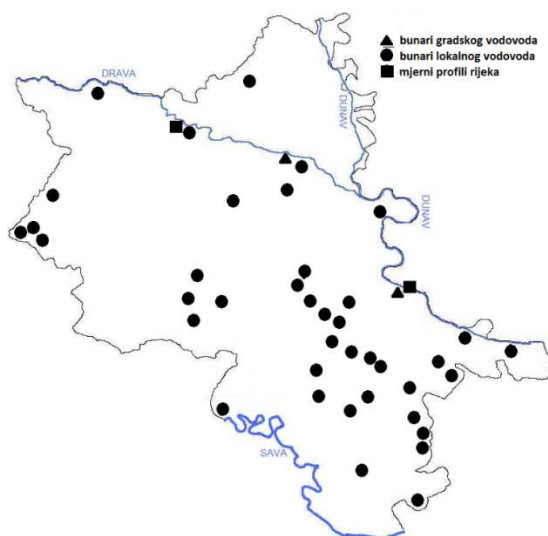 bunari gradskog vodovoda
bunari lokalnog vodovoda
mjerni profili rijeka
DRAVA
DUNAV
DUNAV
SAVA